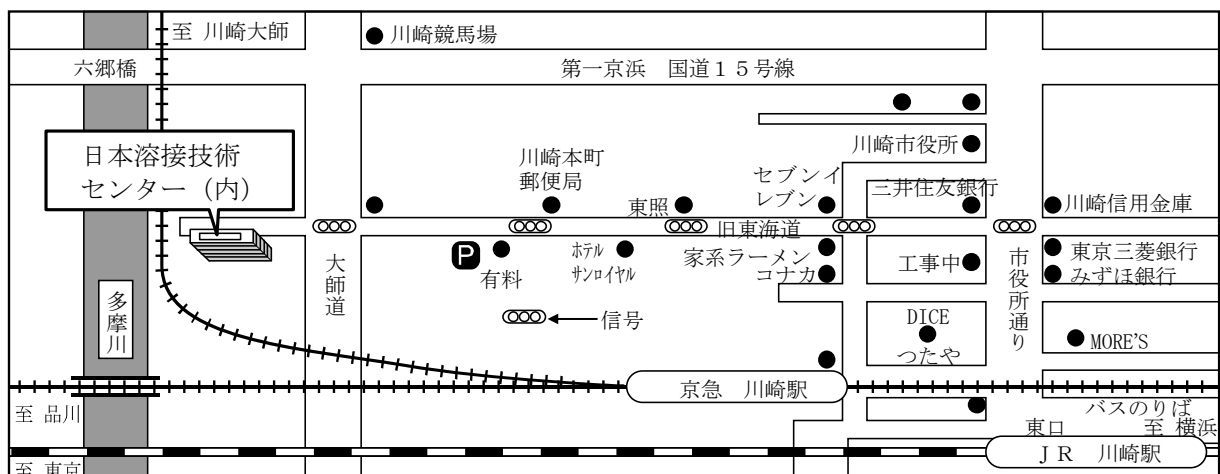 至 川崎大師
川崎競馬場
六郷橋
第一京浜　国道１５号線
日本溶接技術
センター（内）
川崎市役所
川崎本町
郵便局
セブンイ
レブン
三井住友銀行
東照
川崎信用金庫
旧東海道
P
有料
ﾎﾃﾙ
ｻﾝﾛｲﾔﾙ
家系ラーメン
コナカ
工事中
東京三菱銀行
みずほ銀行
大師道
市役所通り
多摩川
信号
DICE
つたや
MORE'S
京急　川崎駅
至 品川
バスのりば
東口
至 横浜
ＪＲ　川崎駅
至 東京